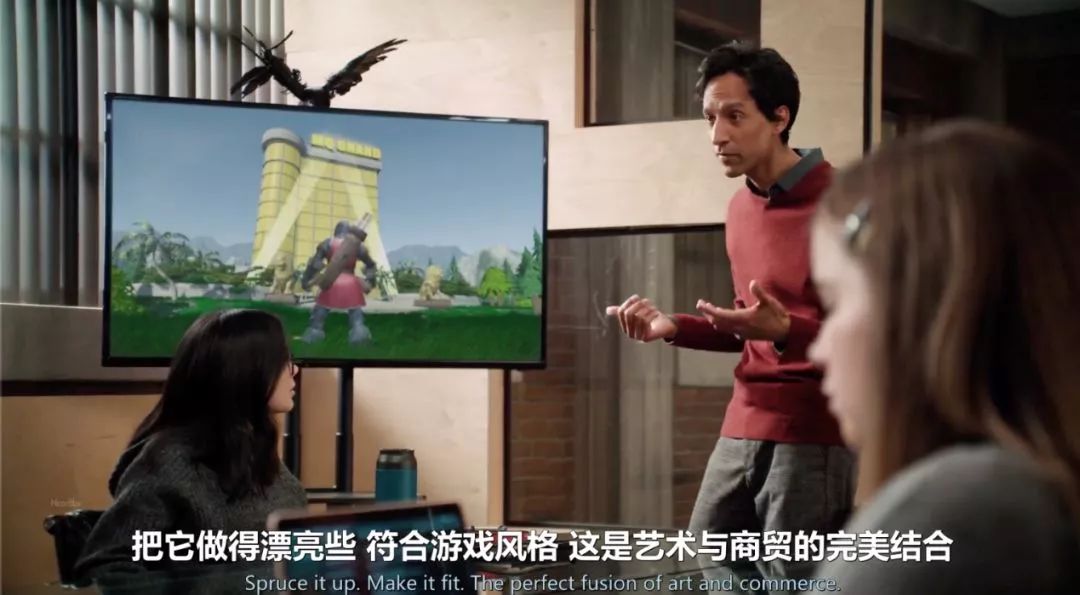 MQ GRAND
把它做得漂亮些 符合游戏风格 这是艺术与商贸的完美结合
Spruce it up. Make it fit. The perfect fusion of art and commerce.